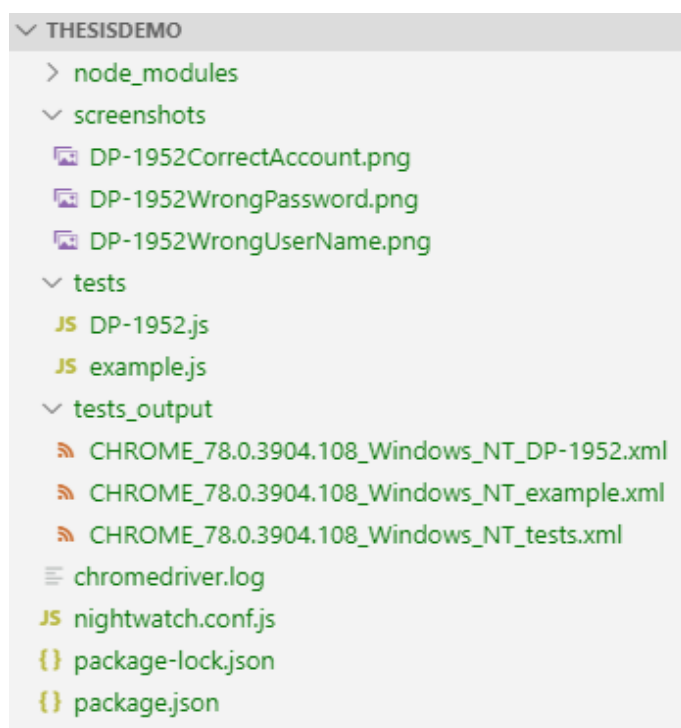 THESISDEMO
node_modules
screenshots
DP-1952CorrectAccount.png
DP-1952WrongPassword.png
DP-1952WrongUserName.png
tests
JS DP-1952.js
JS example.js
tests_output
CHROME_78.0.3904.108_Windows_NT_DP-1952.xml
CHROME_78.0.3904.108_Windows_NT_example.xml
CHROME_78.0.3904.108_Windows_NT_tests.xml
chromedriver.log
JS nightwatch.conf.js
{} package-lock.json
{} package.json